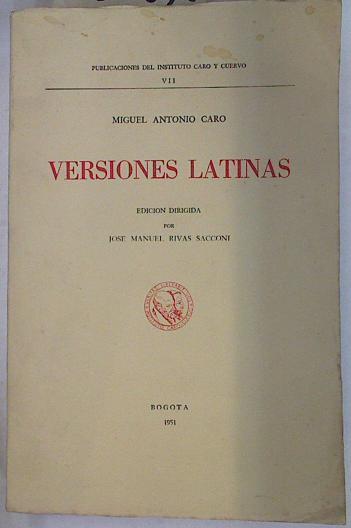 PUBLICACIONES DEL INSTITUTO CARO Y CUERVO
VII
MIGUEL ANTONIO CARO
VERSIONES LATINAS
EDICION DIRIGIDA
POR
JOSE MANUEL RIVAS SACCONI
BOGOTA
1951